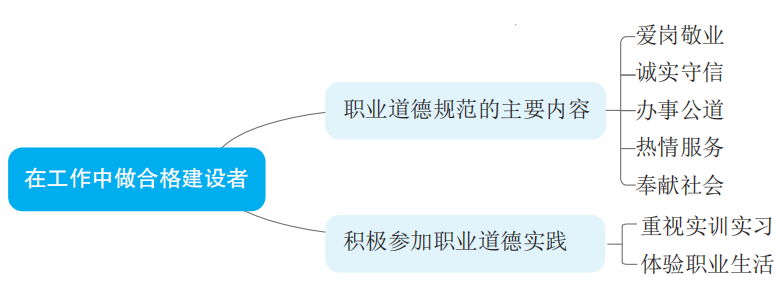 在工作中做合格建设者
职业道德规范的主要内容
爱岗敬业
诚实守信
办事公道
热情服务
奉献社会
积极参加职业道德实践
重视实训实习
体验职业生活